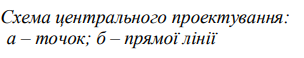 Схема центрального проектування:
а – точок; б – прямої лінії